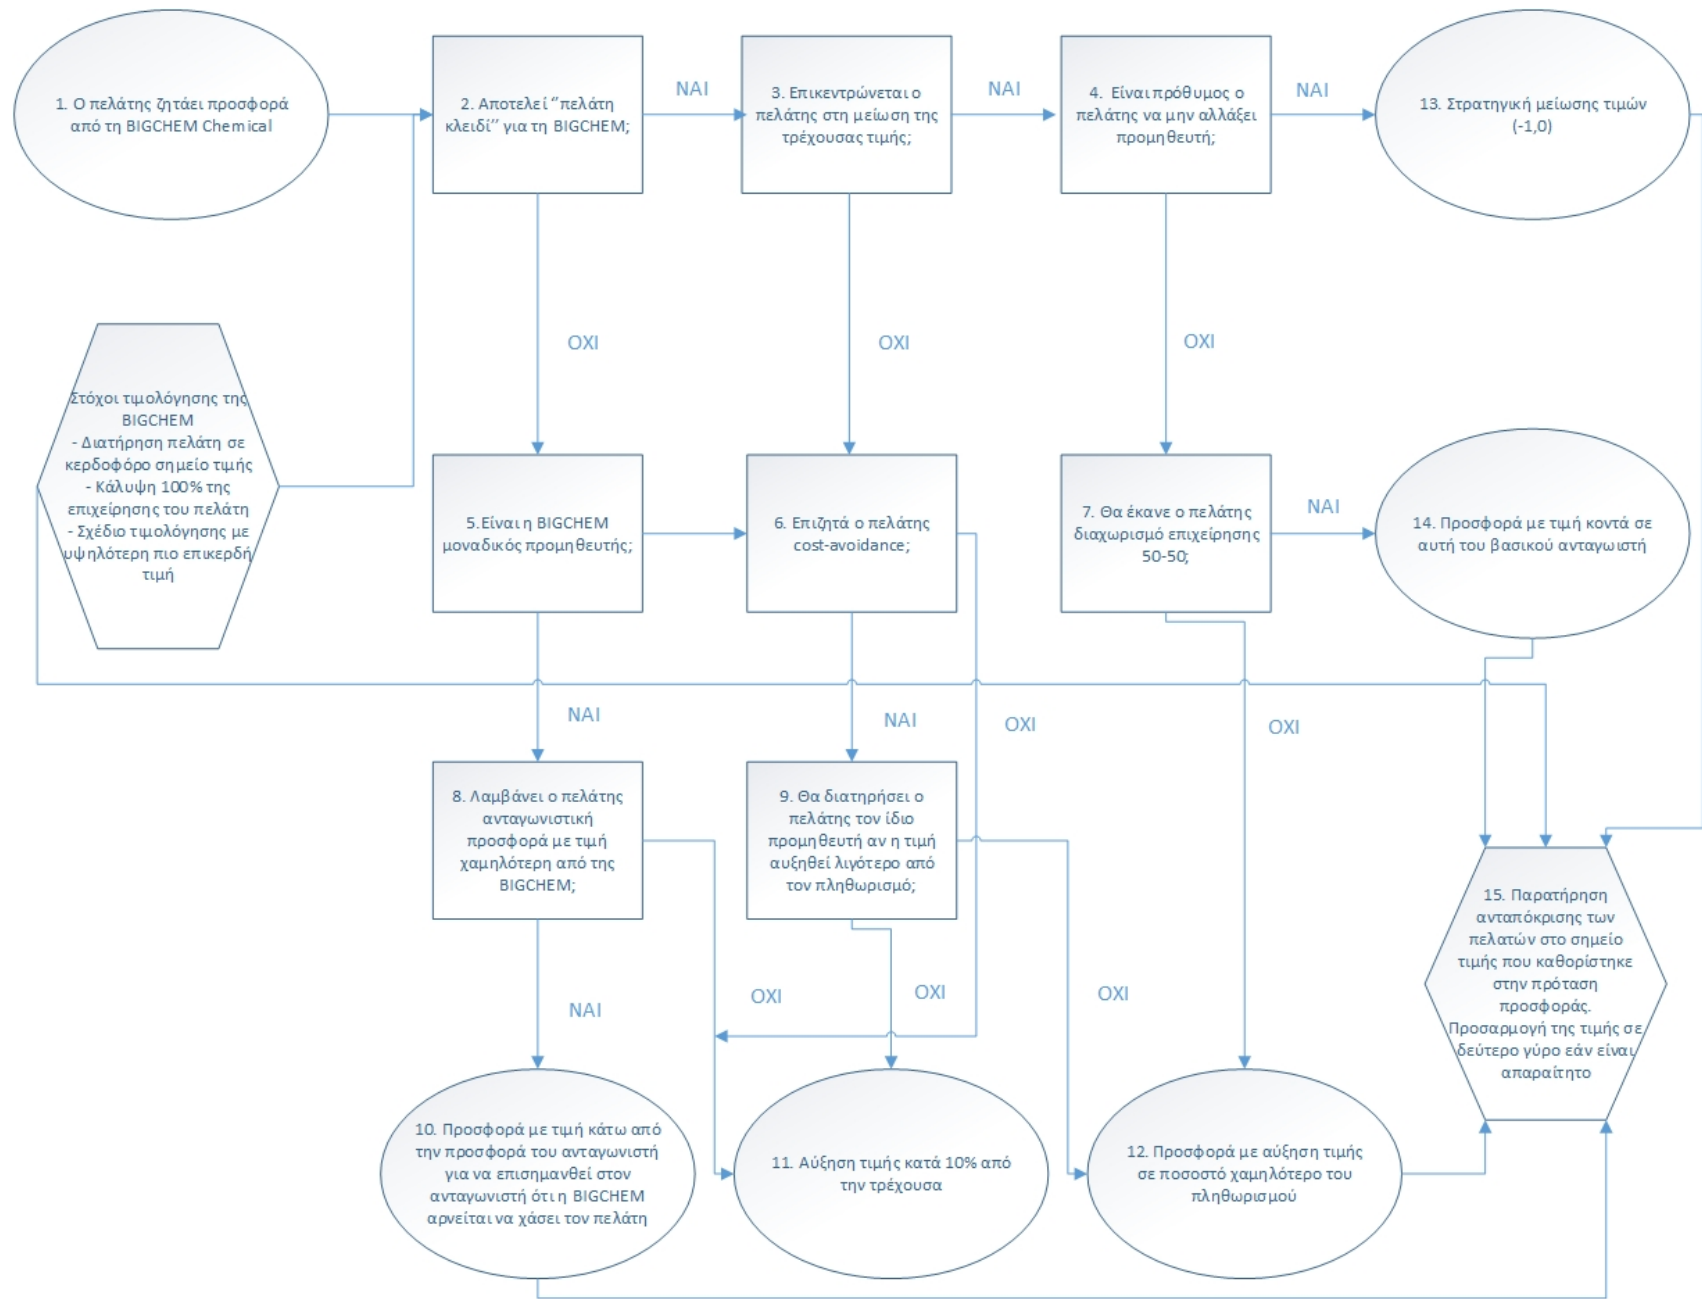 1. Ο πελάτης ζητάει προσφορά
από τη BIGCHEM Chemical
2. Αποτελεί ‘’πελάτη
κλειδί’’ για τη BIGCHEM;
ΝΑΙ
3. Επικεντρώνεται ο
πελάτης στη μείωση της
τρέχουσας τιμής;
ΝΑΙ
4. Είναι πρόθυμος ο
πελάτης να μην αλλάξει
προμηθευτή;
ΝΑΙ
13. Στρατηγική μείωσης τιμών
(-1,0)
ΟΧΙ
ΟΧΙ
ΟΧΙ
Στόχοι τιμολόγησης της
BIGCHEM
- Διατήρηση πελάτη σε
κερδοφόρο σημείο τιμής
- Κάλυψη 100% της
επιχείρησης του πελάτη
- Σχέδιο τιμολόγησης με
υψηλότερη πιο επικερδή
τιμή
5.Είναι η BIGCHEM
μοναδικός προμηθευτής;
6. Επιζητά ο πελάτης
cost-avoidance;
7. Θα έκανε ο πελάτης
διαχωρισμό επιχείρησης
50-50;
ΝΑΙ
14. Προσφορά με τιμή κοντά σε
αυτή του βασικού ανταγωιστή
ΝΑΙ
ΝΑΙ
ΟΧΙ
ΟΧΙ
8. Λαμβάνει ο πελάτης
ανταγωνιστική
προσφορά με τιμή
χαμηλότερη από της
BIGCHEM;
9. Θα διατηρήσει ο
πελάτης τον ίδιο
προμηθευτή αν η τιμή
αυξηθεί λιγότερο από
τον πληθωρισμό;
15. Παρατήρηση
ανταπόκρισης των
πελατών στο σημείο
τιμής που καθορίστηκε
στην πρόταση
προσφοράς.
Προσαρμογή της τιμής σε
δεύτερο γύρο εάν είναι
απαραίτητο
ΝΑΙ
ΟΧΙ
ΟΧΙ
ΟΧΙ
10. Προσφορά με τιμή κάτω από
την προσφορά του ανταγωνιστή
για να επισημανθεί στον
ανταγωνιστή ότι η BIGCHEM
αρνείται να χάσει τον πελάτη
11. Αύξηση τιμής κατά 10% από
την τρέχουσα
12. Προσφορά με αύξηση τιμής
σε ποσοστό χαμηλότερο του
πληθωρισμού